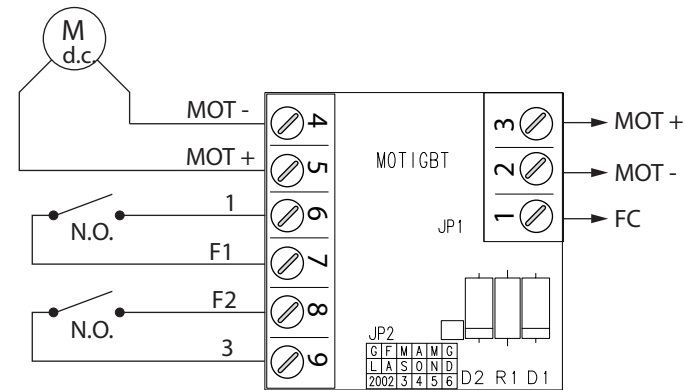 M
d.c.
MOT -
MOT +
1
F1
F2
3
N.O.
N.O.
4
5
6
7
8
9
MOTIGBT
JP1
3
2
1
MOT +
MOT -
FC
JP2
G F M A M G
L A S O N D
2002 3 4 5 6
D2 R1 D1